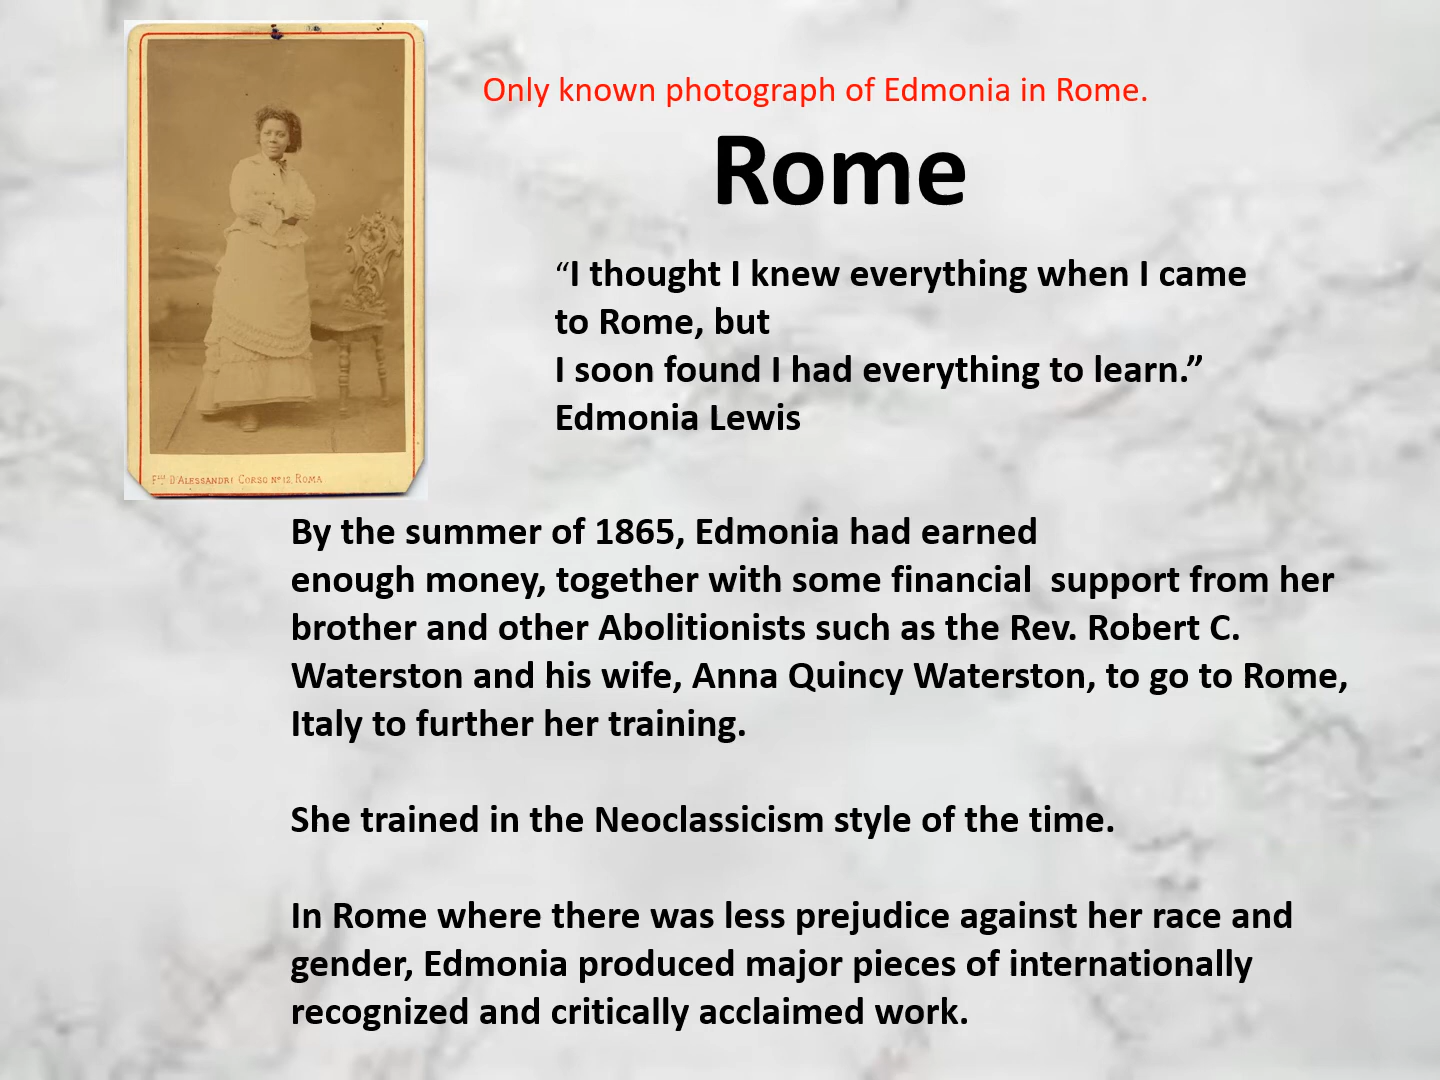 Only known photograph of Edmonia in Rome.
Rome
“I thought I knew everything when I came
to Rome, but
I soon found I had everything to learn.”
Edmonia Lewis
Flli D'Alessandri Corso No 12, Roma
By the summer of 1865, Edmonia had earned
enough money, together with some financial  support from her
brother and other Abolitionists such as the Rev. Robert C.
Waterston and his wife, Anna Quincy Waterston, to go to Rome,
Italy to further her training.
She trained in the Neoclassicism style of the time.
In Rome where there was less prejudice against her race and
gender, Edmonia produced major pieces of internationally
recognized and critically acclaimed work.